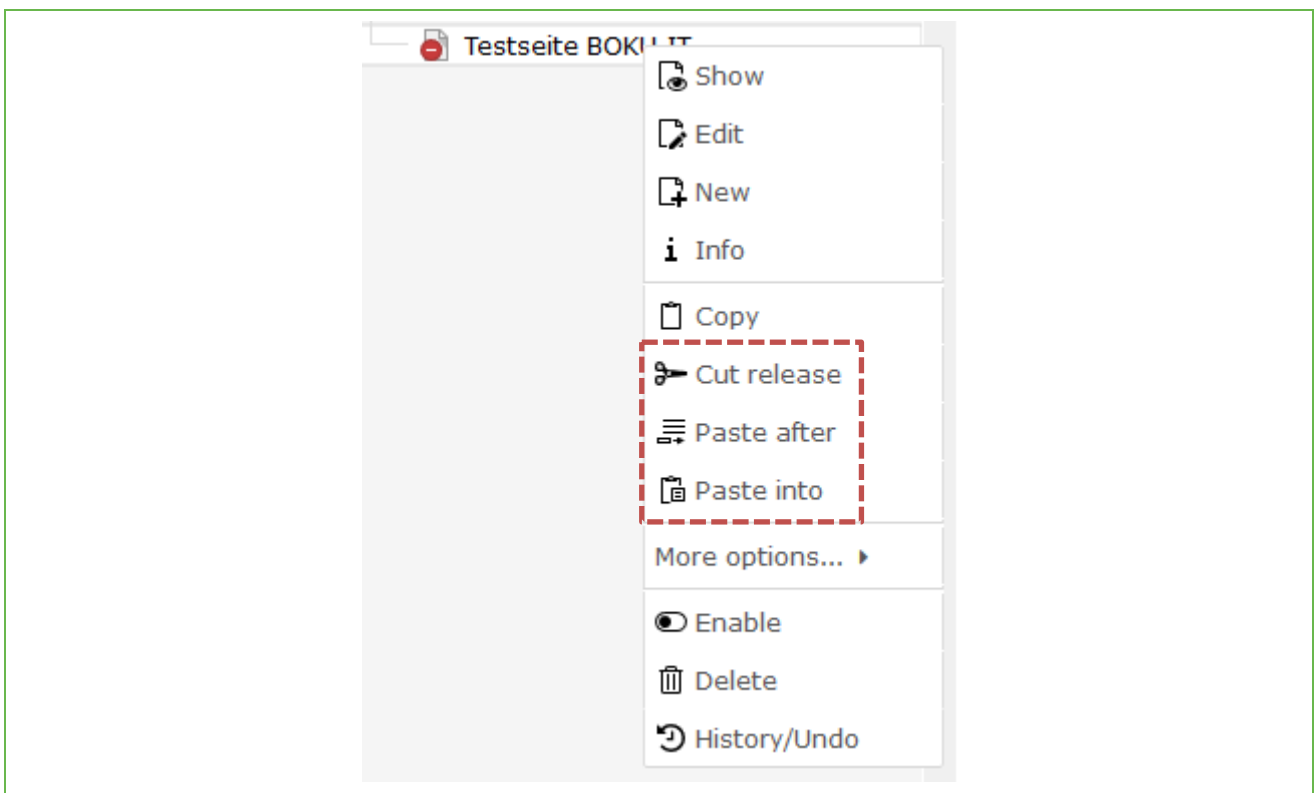 Testseite BOKU-IT
Show
Edit
New
Info
Copy
Cut release
Paste after
Paste into
More options...
Enable
Delete
History/Undo